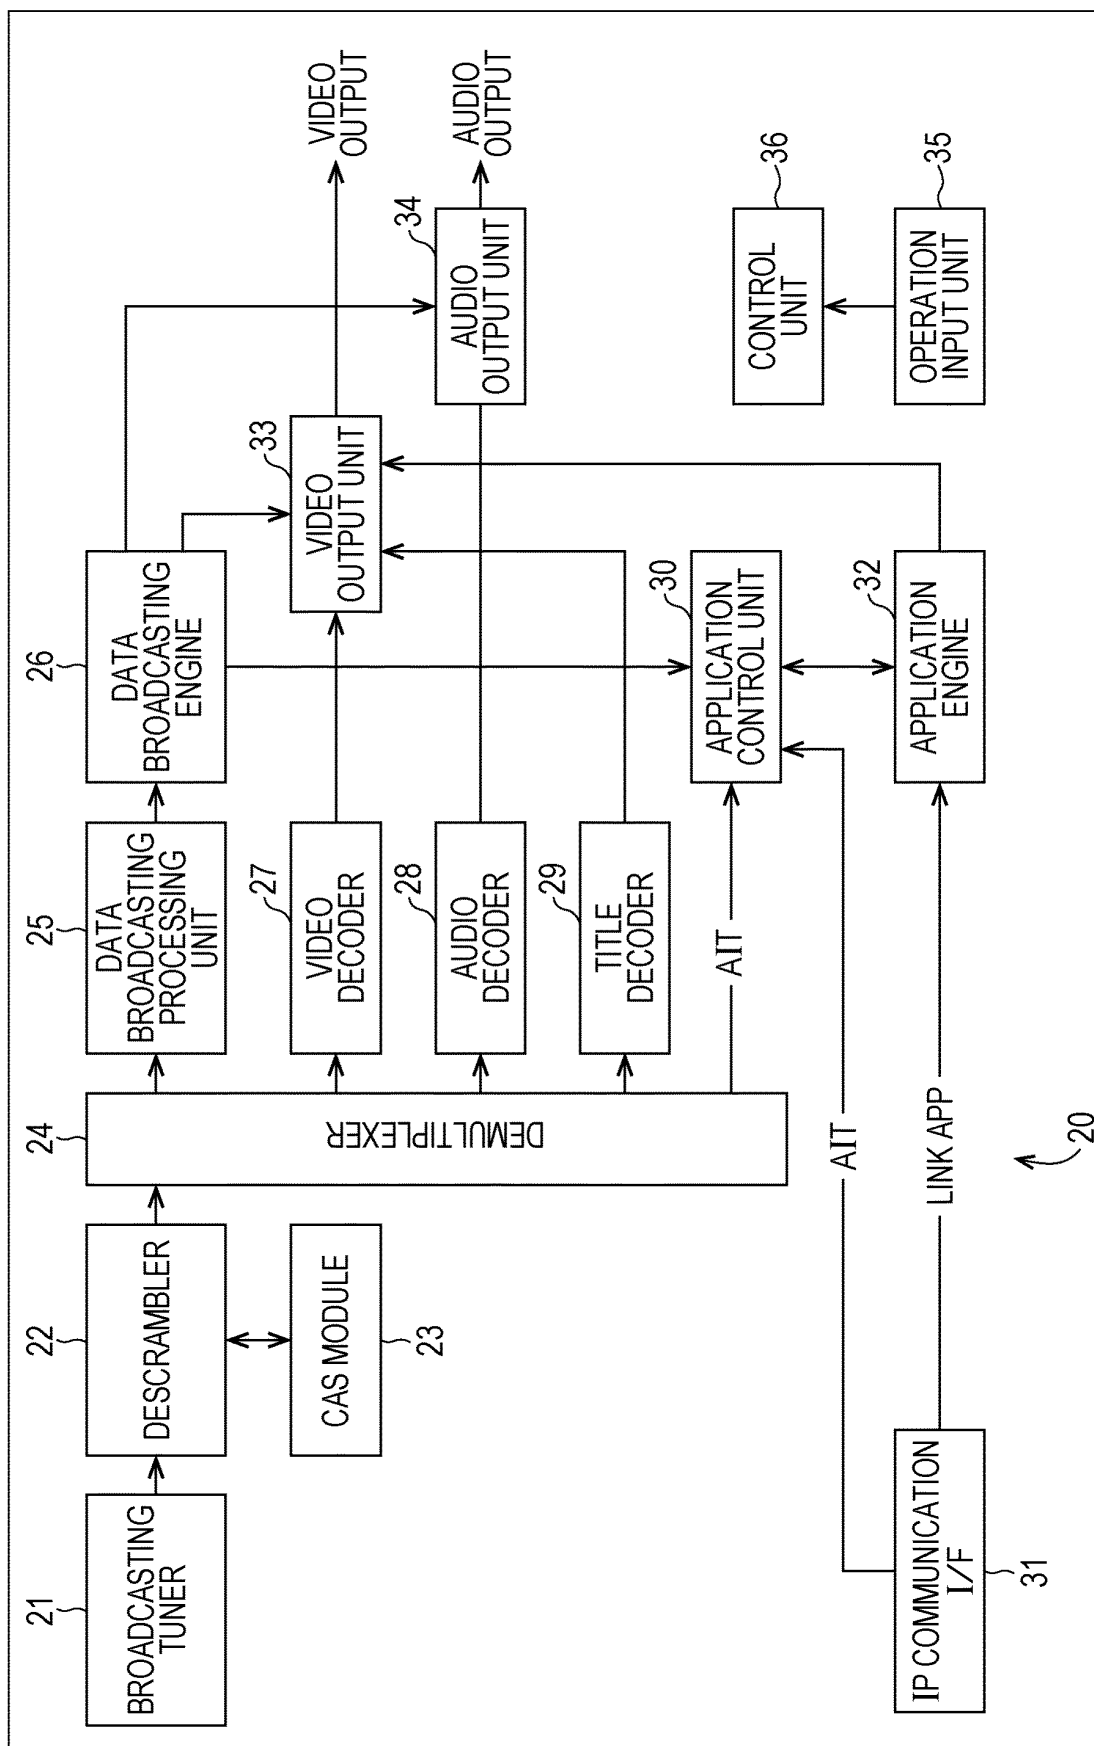 21
BROADCASTING
TUNER
22
DESCRAMBLER
CAS MODULE
23
24
DEMULTIPLEXER
25
DATA
BROADCASTING
PROCESSING
UNIT
26
DATA
BROADCASTING
ENGINE
27
VIDEO
DECODER
28
AUDIO
DECODER
29
TITLE
DECODER
33
VIDEO
OUTPUT UNIT
VIDEO
OUTPUT
34
AUDIO
OUTPUT UNIT
AUDIO
OUTPUT
AIT
30
APPLICATION
CONTROL UNIT
36
CONTROL
UNIT
AIT
IP COMMUNICATION
I/F
31
LINK APP
32
APPLICATION
ENGINE
35
OPERATION
INPUT UNIT
20